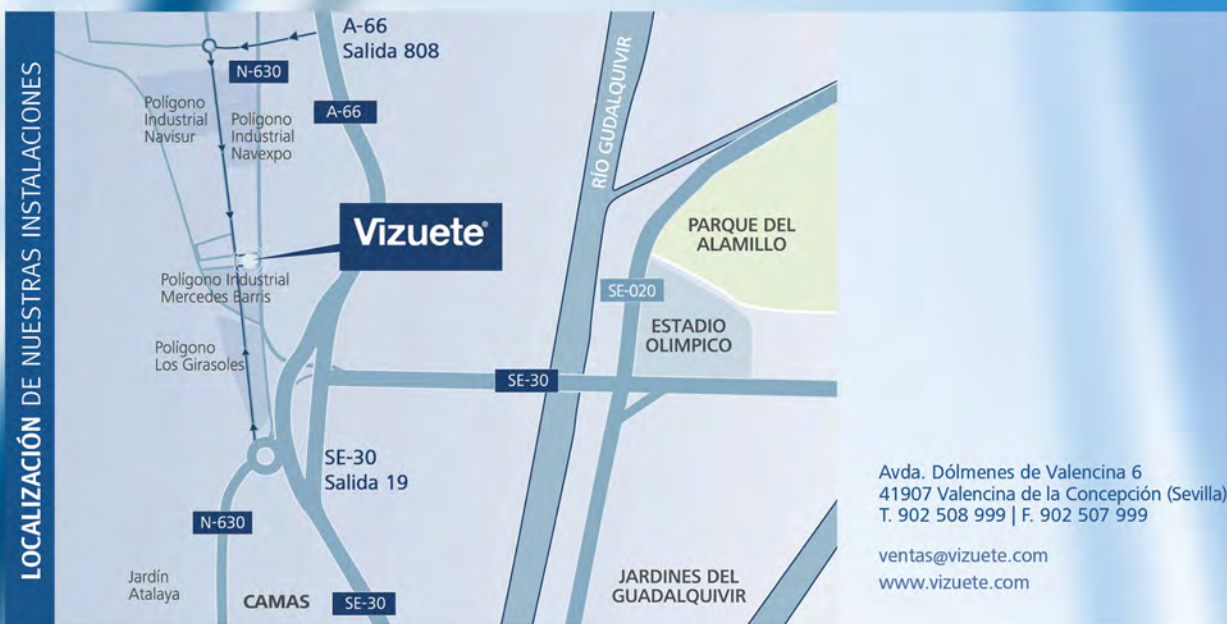 LOCALIZACIÓN DE NUESTRAS INSTALACIONES
A-66
Salida 808
N-630
A-66
Polígono
Industrial
Navisur
Polígono
Industrial
Navexpo
RÍO GUDALQUIVIR
Vizuete®
PARQUE DEL
ALAMILLO
Polígono Industrial
Mercedes Barris
SE-020
ESTADIO
OLIMPICO
Polígono
Los Girasoles
SE-30
SE-30
Salida 19
N-630
Jardín
Atalaya
CAMAS
SE-30
JARDINES DEL
GUADALQUIVIR
Avda. Dólmenes de Valencina 6
41907 Valencina de la Concepción (Sevilla)
T. 902 508 999 | F. 902 507 999
ventas@vizuete.com
www.vizuete.com